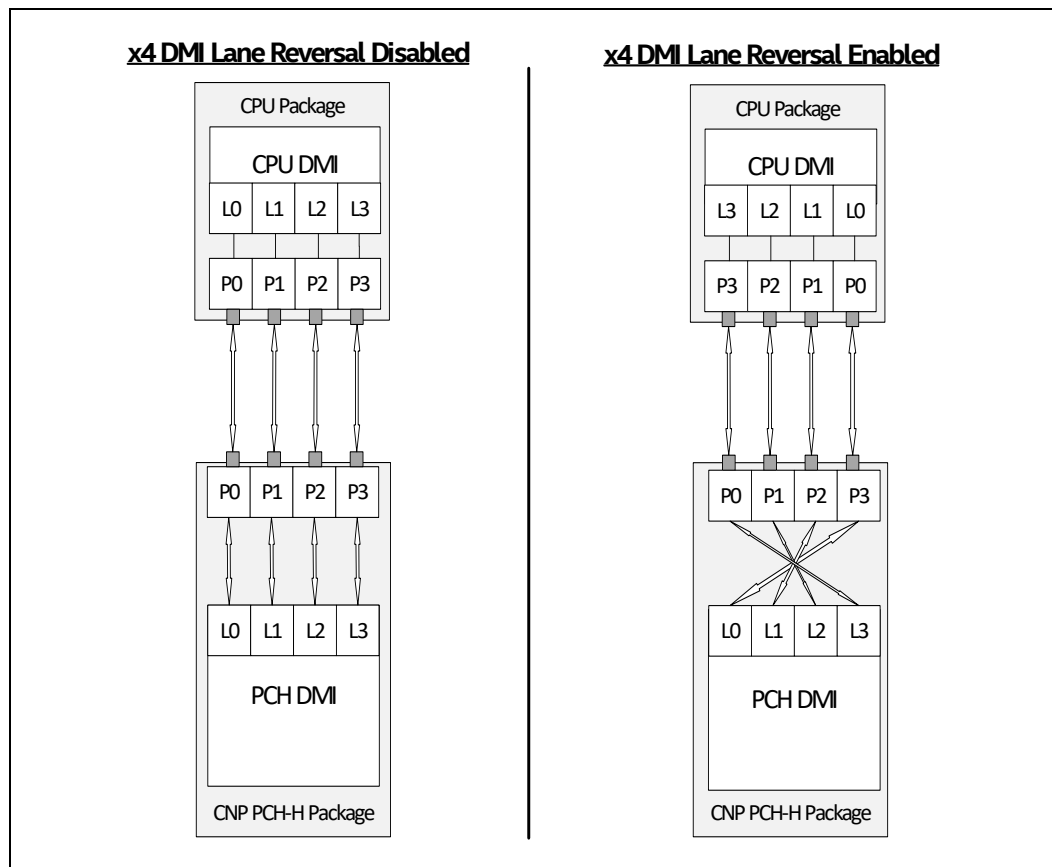 x4 DMI Lane Reversal Disabled
CPU Package
CPU DMI
L0 L1 L2 L3
P0 P1 P2 P3
P0 P1 P2 P3
L0 L1 L2 L3
PCH DMI
CNP PCH-H Package
x4 DMI Lane Reversal Enabled
CPU Package
CPU DMI
L3 L2 L1 L0
P3 P2 P1 P0
P0 P1 P2 P3
L0 L1 L2 L3
PCH DMI
CNP PCH-H Package